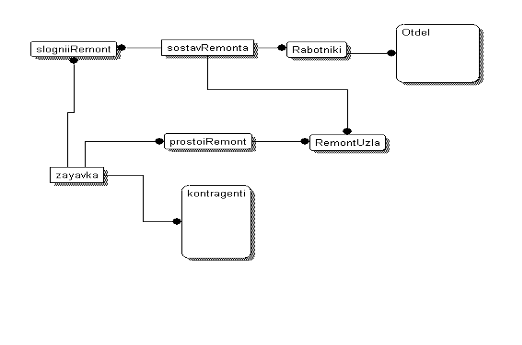 Otdel
slogniiRemont
sostavRemonta
Rabotniki
prostoiRemont
RemontUzla
zayavka
kontragenti